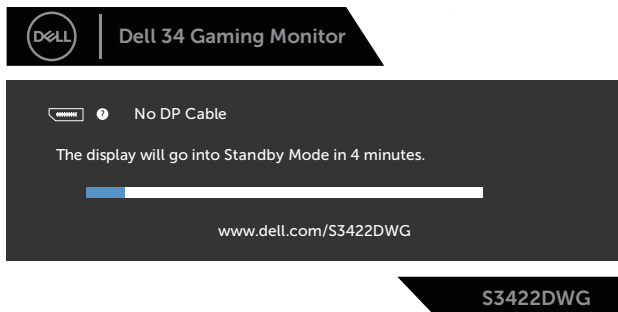 DELL
Dell 34 Gaming Monitor
? No DP Cable
The display will go into Standby Mode in 4 minutes.
www.dell.com/S3422DWG
S3422DWG